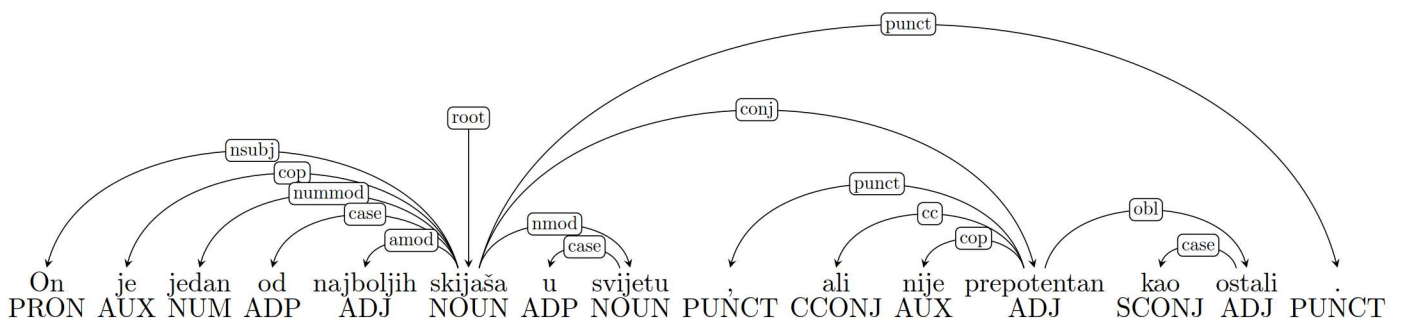 punct
conj
root
nsubj
cop
nummod
case
amod
nmod
case
punct
cc
cop
obl
case
On je jedan od najboljih skijaša u svijetu , ali nije prepotentan kao ostali .
PRON AUX NUM ADP ADJ NOUN ADP NOUN PUNCT CCONJ AUX ADJ SCONJ ADJ PUNCT